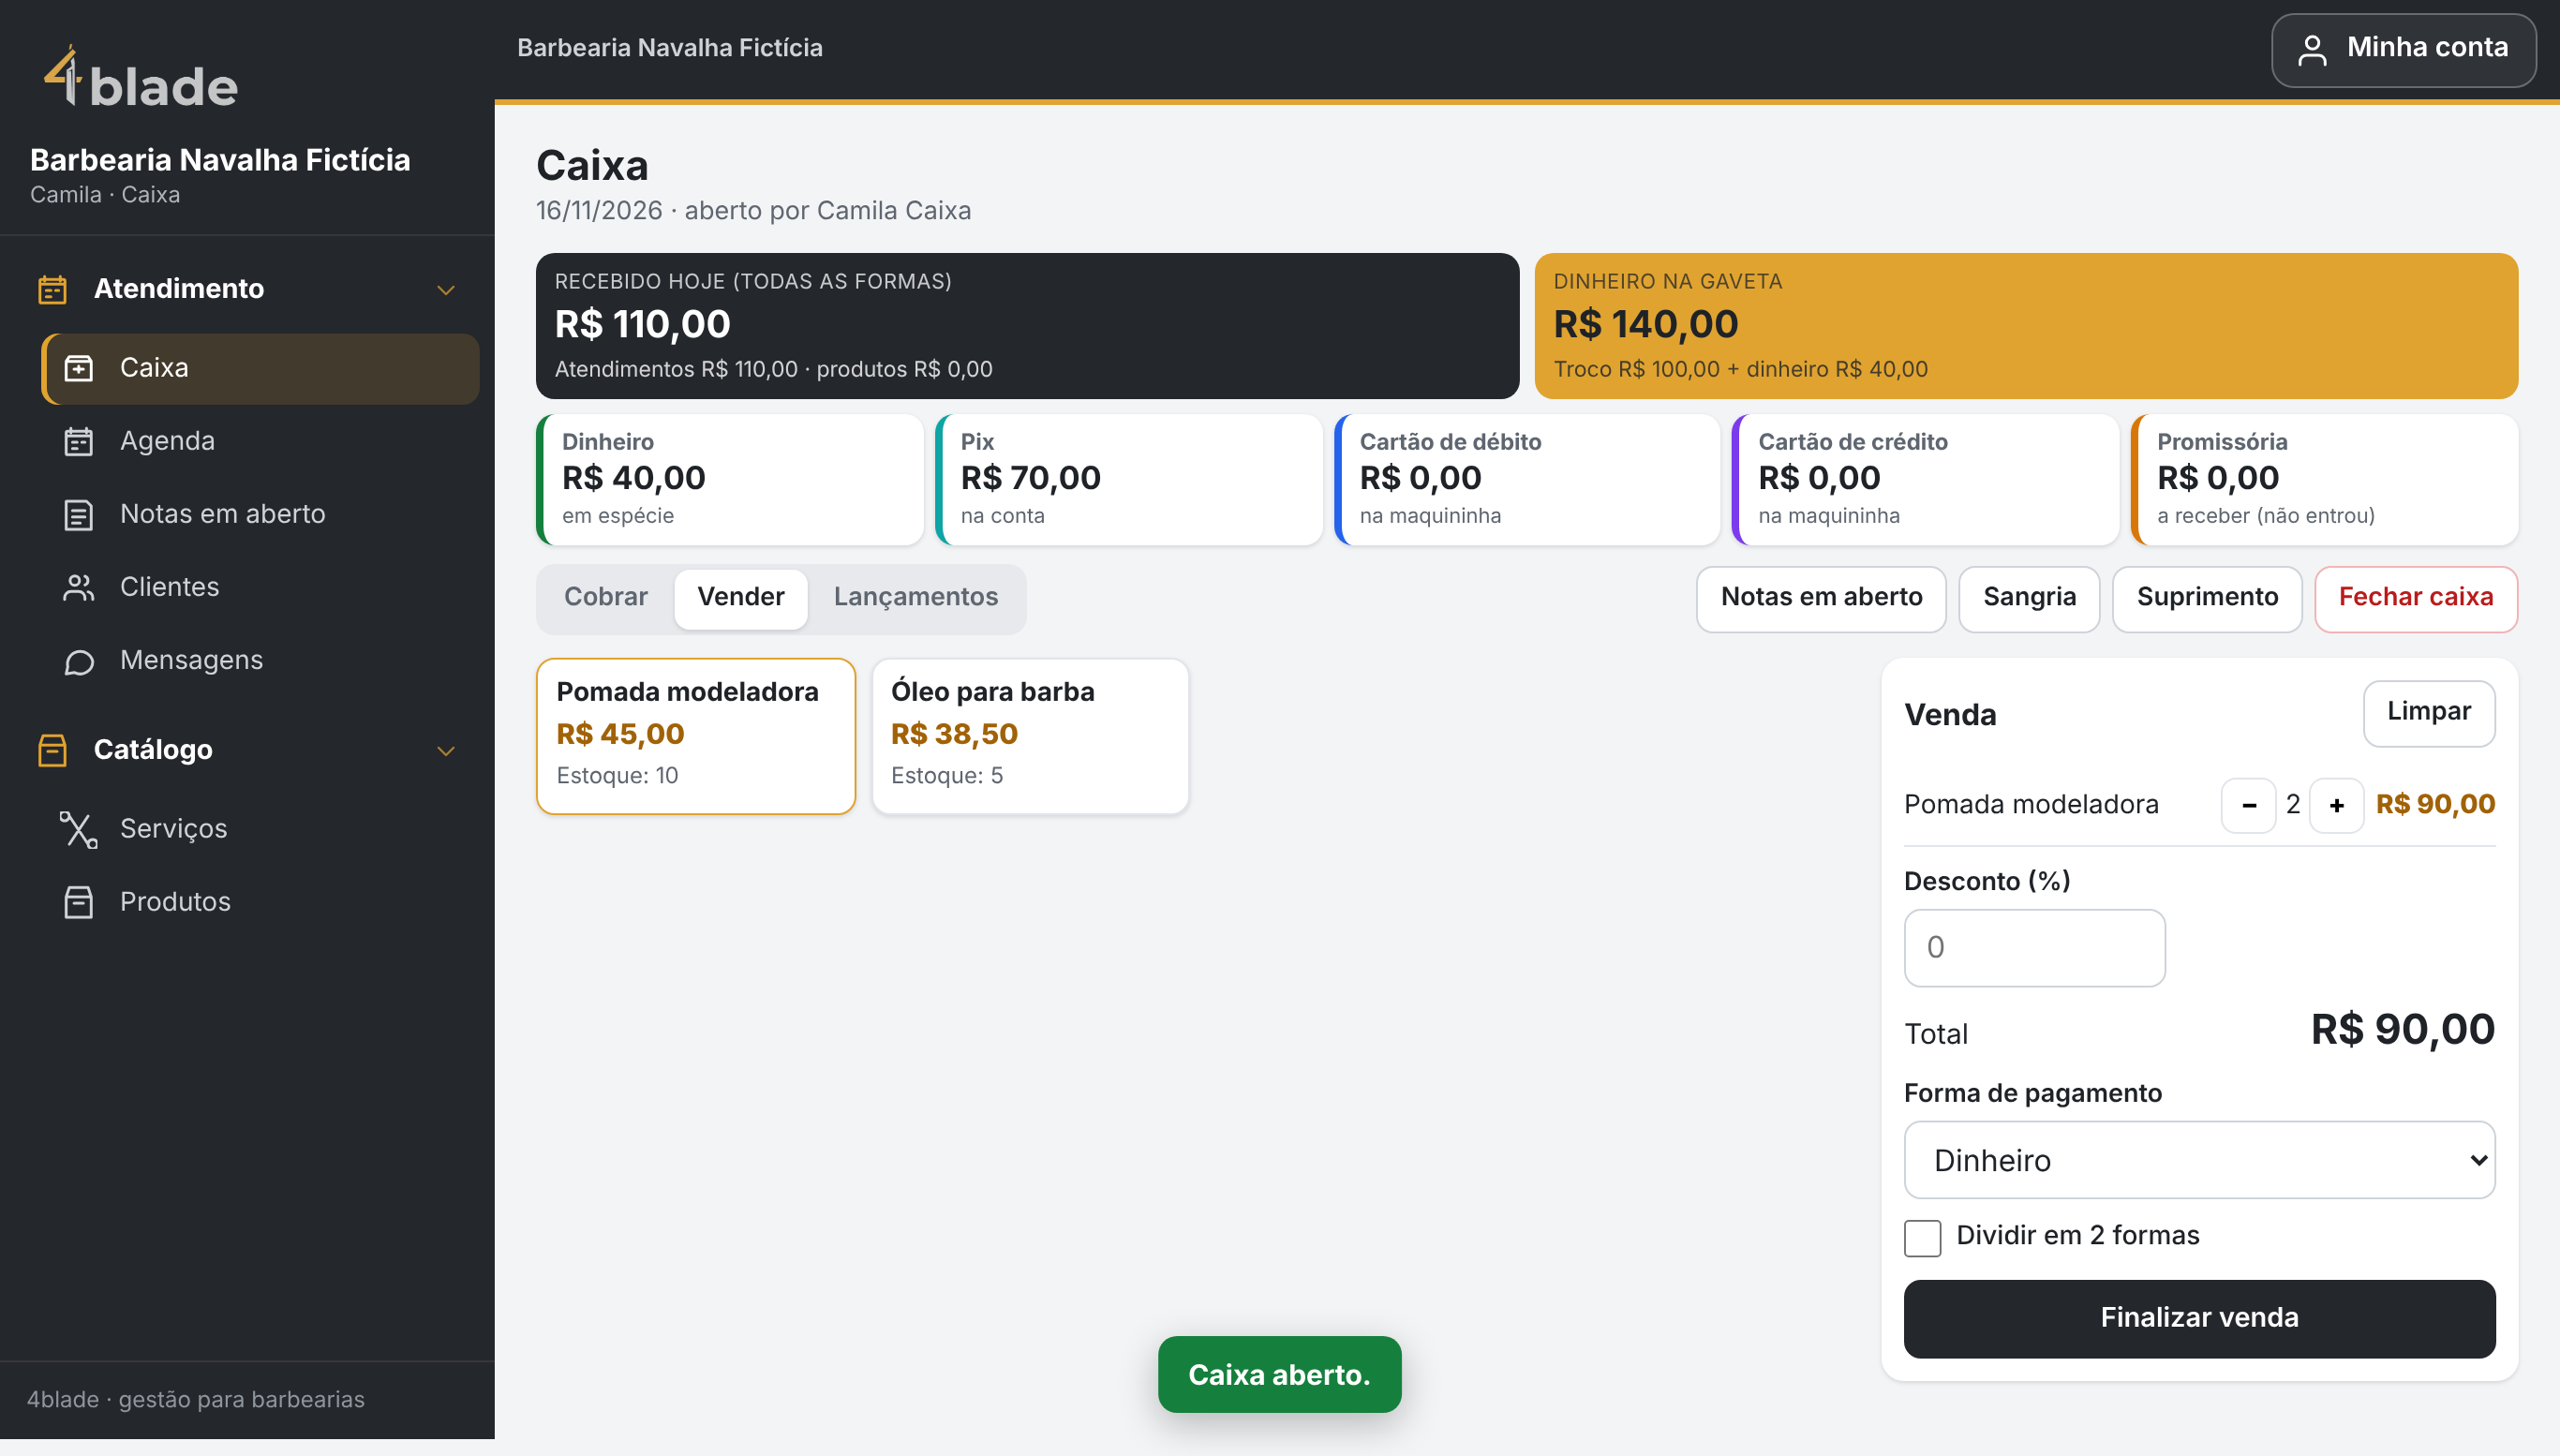 4blade
Barbearia Navalha Fictícia
Camila · Caixa
Atendimento
Caixa
Agenda
Notas em aberto
Clientes
Mensagens
Catálogo
Serviços
Produtos
4blade · gestão para barbearias
Barbearia Navalha Fictícia
Minha conta
Caixa
16/11/2026 · aberto por Camila Caixa
RECEBIDO HOJE (TODAS AS FORMAS)
R$ 110,00
Atendimentos R$ 110,00 · produtos R$ 0,00
DINHEIRO NA GAVETA
R$ 140,00
Troco R$ 100,00 + dinheiro R$ 40,00
Dinheiro
R$ 40,00
em espécie
Pix
R$ 70,00
na conta
Cartão de débito
R$ 0,00
na maquininha
Cartão de crédito
R$ 0,00
na maquininha
Promissória
R$ 0,00
a receber (não entrou)
Cobrar Vender Lançamentos
Notas em aberto Sangria Suprimento Fechar caixa
Pomada modeladora
R$ 45,00
Estoque: 10
Óleo para barba
R$ 38,50
Estoque: 5
Venda
Limpar
Pomada modeladora − 2 + R$ 90,00
Desconto (%)
0
Total R$ 90,00
Forma de pagamento
Dinheiro
Dividir em 2 formas
Finalizar venda
Caixa aberto.